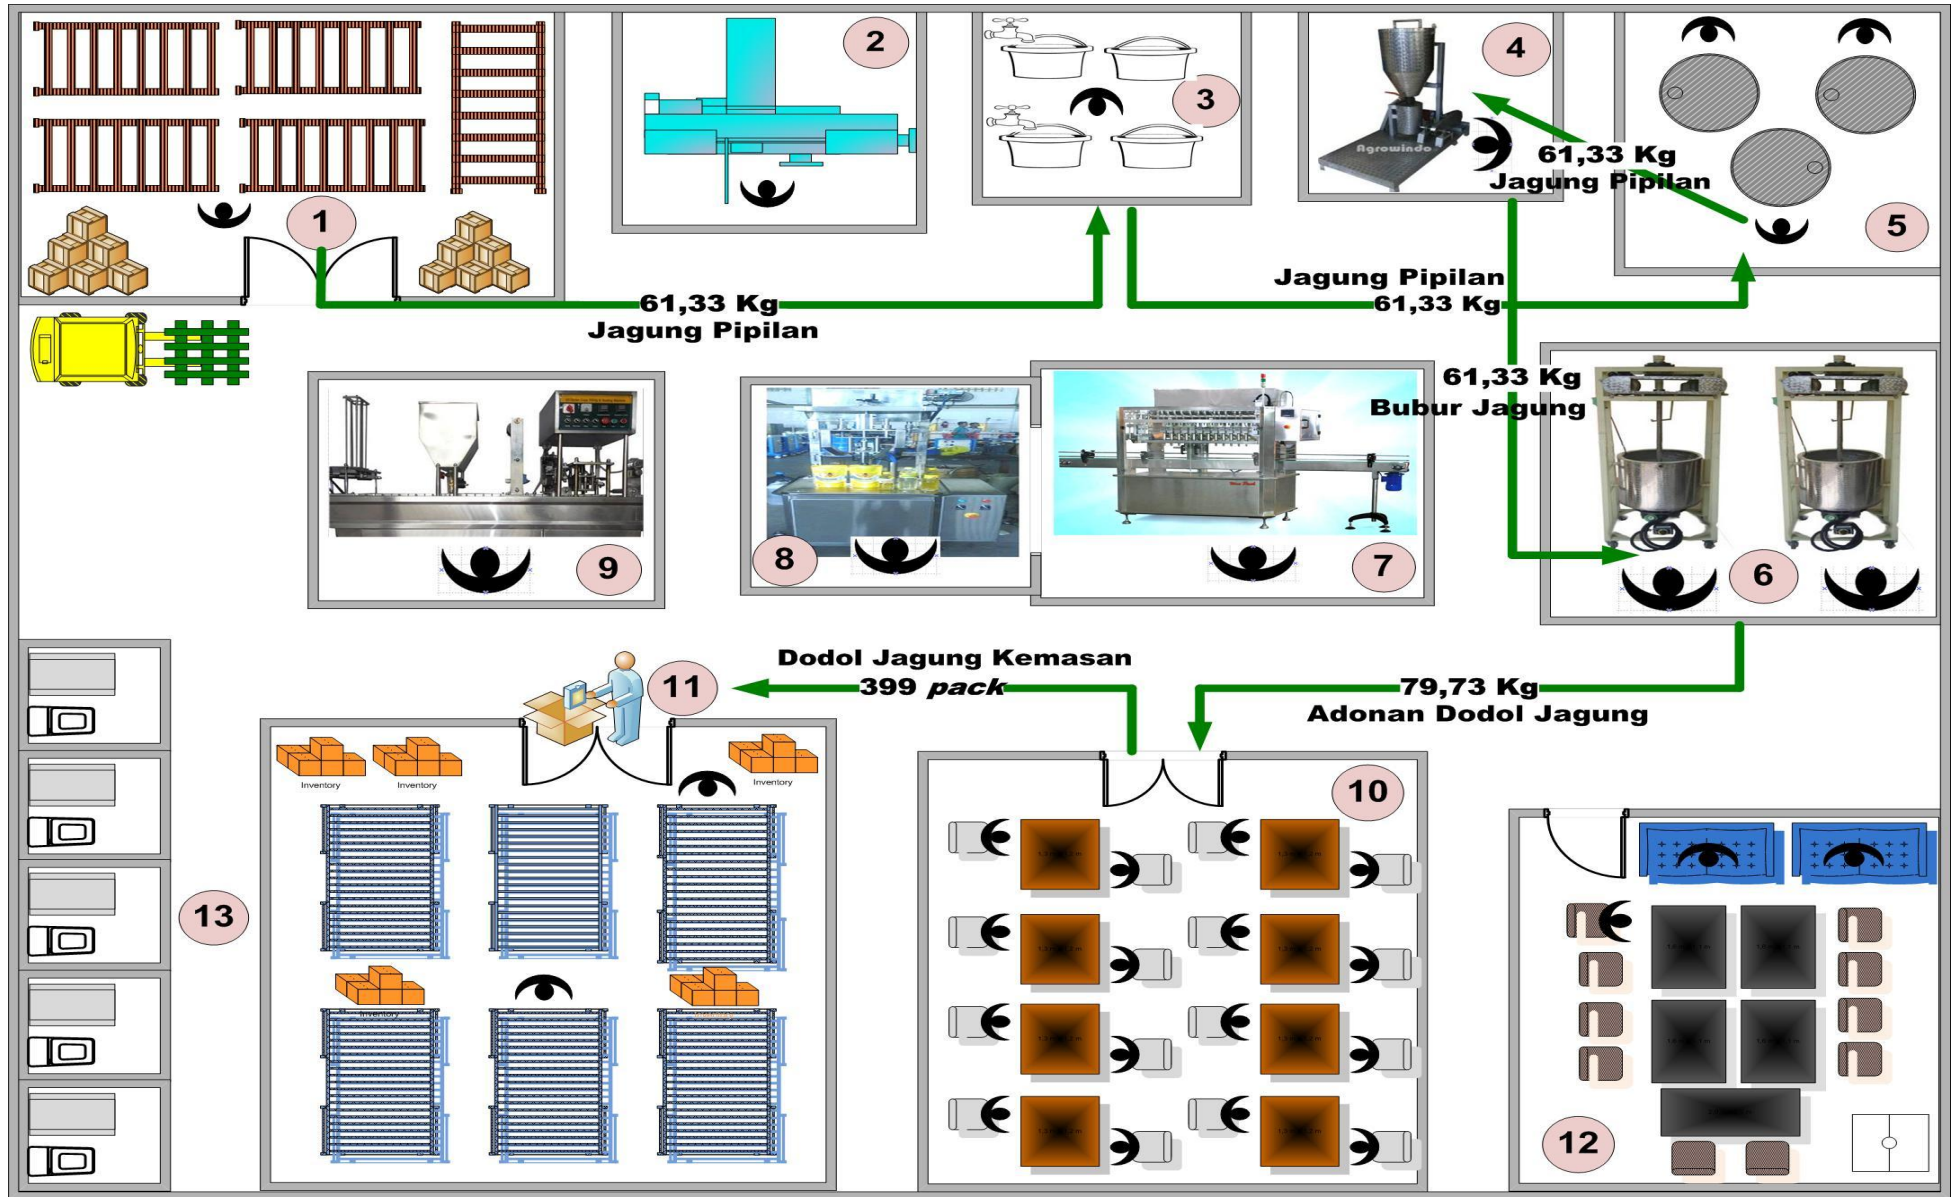 1
2
3
4
Agrowindo
5
61,33 Kg
Jagung Pipilan
61,33 Kg
Jagung Pipilan
Jagung Pipilan
61,33 Kg
61,33 Kg
Bubur Jagung
9
8
7
6
Dodol Jagung Kemasan
399 pack
11
79,73 Kg
Adonan Dodol Jagung
Inventory
Inventory
Inventory
10
13
Inventory
12